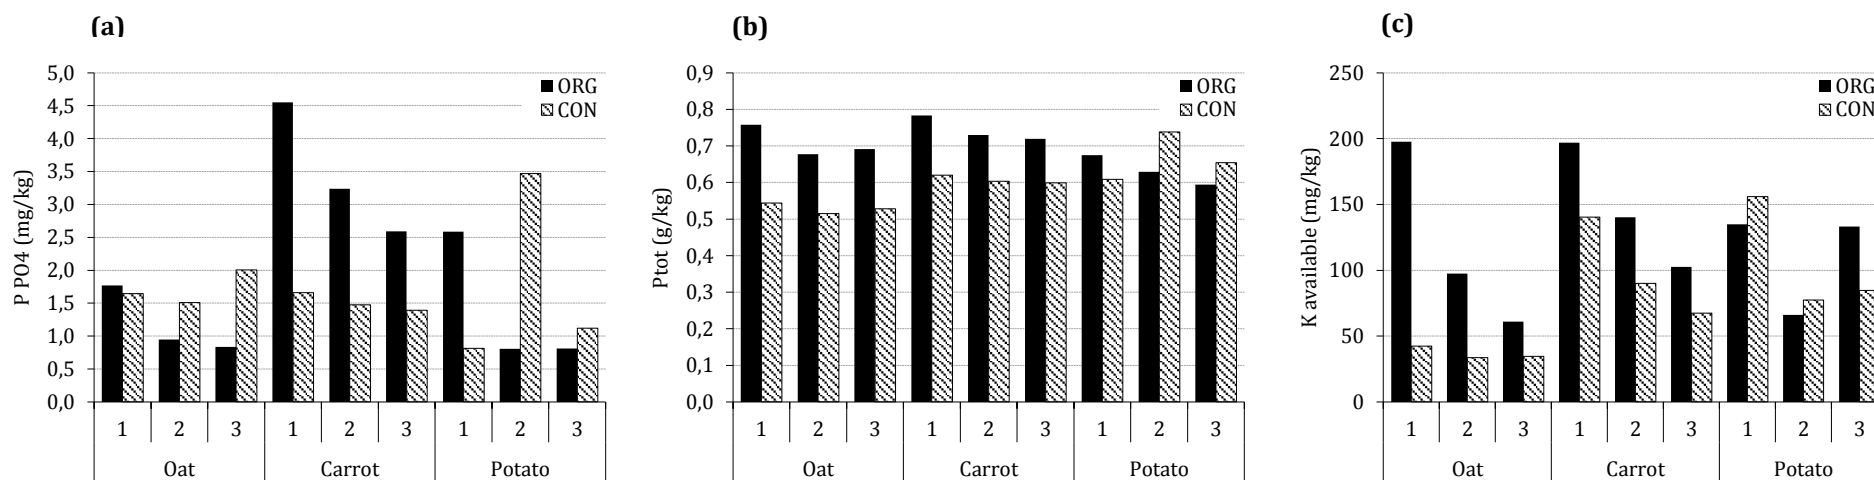 (a)
P PO4 (mg/kg)
5,0
4,5
4,0
3,5
3,0
2,5
2,0
1,5
1,0
0,5
0,0
ORG
CON
1 2 3 1 2 3 1 2 3
Oat Carrot Potato
(b)
Ptot (g/kg)
0,9
0,8
0,7
0,6
0,5
0,4
0,3
0,2
0,1
0,0
ORG
CON
1 2 3 1 2 3 1 2 3
Oat Carrot Potato
(c)
K available (mg/kg)
250
200
150
100
50
0
ORG
CON
1 2 3 1 2 3 1 2 3
Oat Carrot Potato